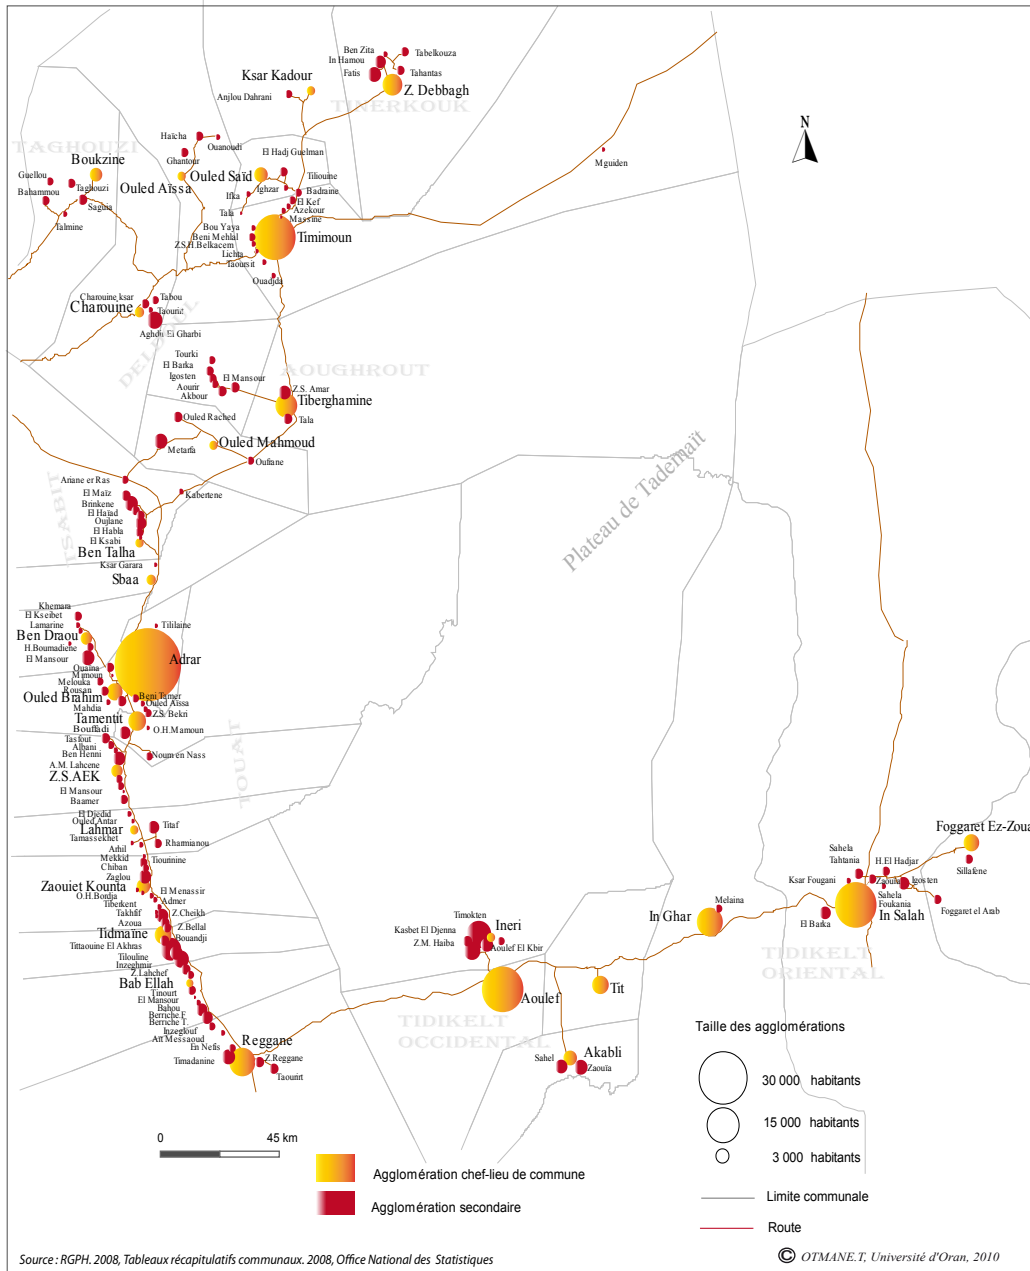 Ben Zita
Tabelkouza
In Hamou
Fatis
Tahantas
Ksar Kadour
Z. Debbagh
Anjlou Dahrani
TINERKOUK
N
TAGHOUZI
Haïcha
Ouanoudi
El Hadj Guelman
Mguiden
Boukzine
Ghantour
Guellou
Taghouzi
Ouled Aïssa
Ouled Saïd
Tiliouine
Ighzar
Badraine
Bahammou
Saguia
Ifka
El Kef
Azekour
Talmine
Tala
Massine
Bou Yaya
Beni Mehlal
Timimoun
Z.S.H.Belkacem
Lichta
Taoursit
Ouadjda
Charouine ksar
Tabou
Charouine
Taourirt
Aghdir El Gharbi
DELDOUL
Tourki
El Barka
Igosten
El Mansour
AOUGHROUT
Aourir
Akbour
Z.S. Amar
Tiberghamine
Ouled Rached
Tala
Ouled Mahmoud
Metarfa
Oufrane
Plateau de Tademaït
Ariane er Ras
El Maïz
Kabertene
Brinkene
El Haïad
Oujlane
El Habla
El Ksabi
TSABIT
Ben Talha
Ksar Garara
Sbaa
Khemara
El Kseibet
Lamarine
Tililaine
Ben Draou
H.Boumadiene
El Mansour
Adrar
Ouaina
Mimoun
Melouka
Rousan
Ouled Brahim
Beni Tamer
Mahdia
Ouled Aïssa
Z.S. Bekri
Tamentit
Bouffadi
O.H.Mamoun
TOUAT
Tasfout
Albani
Ben Henni
Noum en Nass
A.M. Lahcene
Z.S.AEK
El Mansour
Baamer
El Djedid
Ouled Antar
Lahmar
Titaf
Tamassekhet
Arhil
Rhamianou
Mekkid
Tiourinine
Chiban
Zaglou
Zaouiet Kounta
O.H.Bordja
El Menassir
Tiberkent
Admer
Takhfif
Z.Cheikh
Azoua
Z.Bellal
Tidmaïne
Bouandji
Tittaouine El Akhras
Tilouline
Inzeghmir
Z.Lahchef
Bab Ellah
Tinourt
El Mansour
Bahou
Berriche F.
Berriche T.
Inzeglouf
Aït Messaoud
En Nefis
Reggane
Timadanine
Z.Reggane
Taourirt
Foggaret Ez-Zoua
Sahela
Tahtania
H.El Hadjar
Sillafene
Ksar Fougani
Zaouïa
Igosten
Sahela
Foukania
Foggaret el Arab
In Salah
El Barka
Melaina
In Ghar
TIDIKELT
ORIENTAL
Timokten
Ineri
Kasbet El Djenna
Z.M. Haiba
Aoulef El Kbir
Aoulef
Tit
TIDIKELT
OCCIDENTAL
Akabli
Sahel
Zaouïa
Taille des agglomérations
30 000 habitants
15 000 habitants
3 000 habitants
0 45 km
Agglomération chef-lieu de commune
Agglomération secondaire
Limite communale
Route
Source : RGPH. 2008, Tableaux récapitulatifs communaux. 2008, Office National des Statistiques
© OTMANE.T, Université d'Oran, 2010